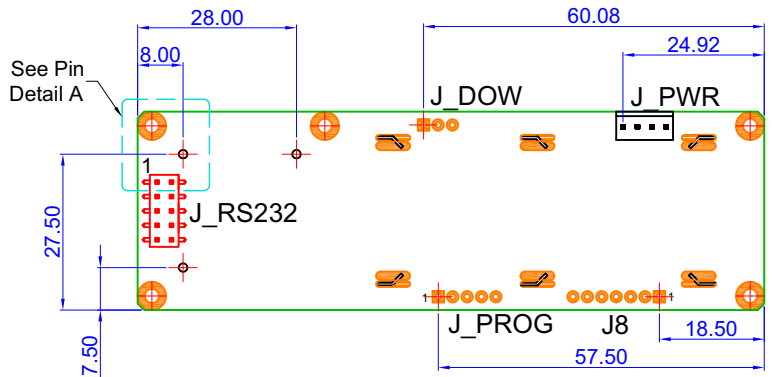 28.00
60.08
8.00
24.92
See Pin
Detail A
J_DOW
J_PWR
1
J_RS232
27.50
1
1
J_PROG
J8
18.50
7.50
57.50